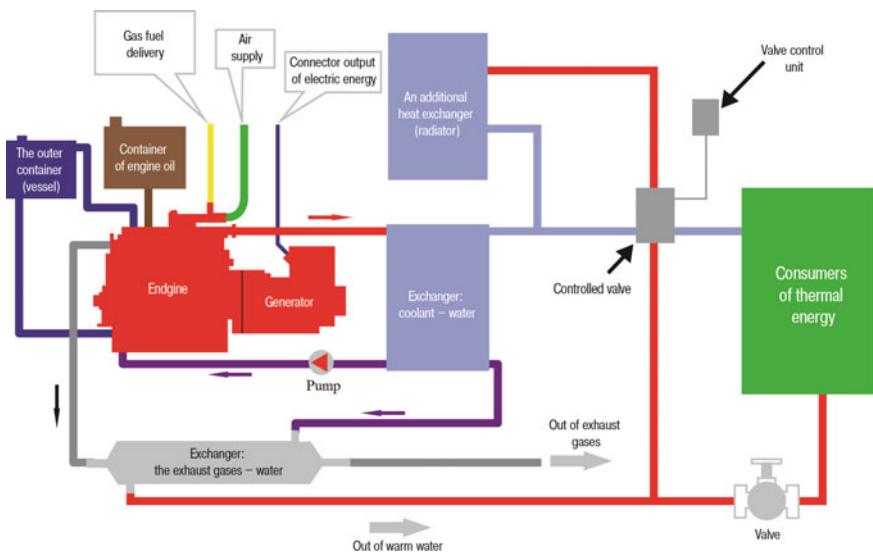 Gas fuel
delivery
Air
supply
Connector output
of electric energy)
An additional
heat exchanger
(radiator)
Valve control
unit
The outer
container
(vessel)
Container
of engine oil
Endgine
Generator
Exchanger:
coolant – water
Controlled valve
Consumers
of thermal
energy
Pump
Exchanger:
the exhaust gases – water
Out of exhaust
gases
Out of warm water
Valve